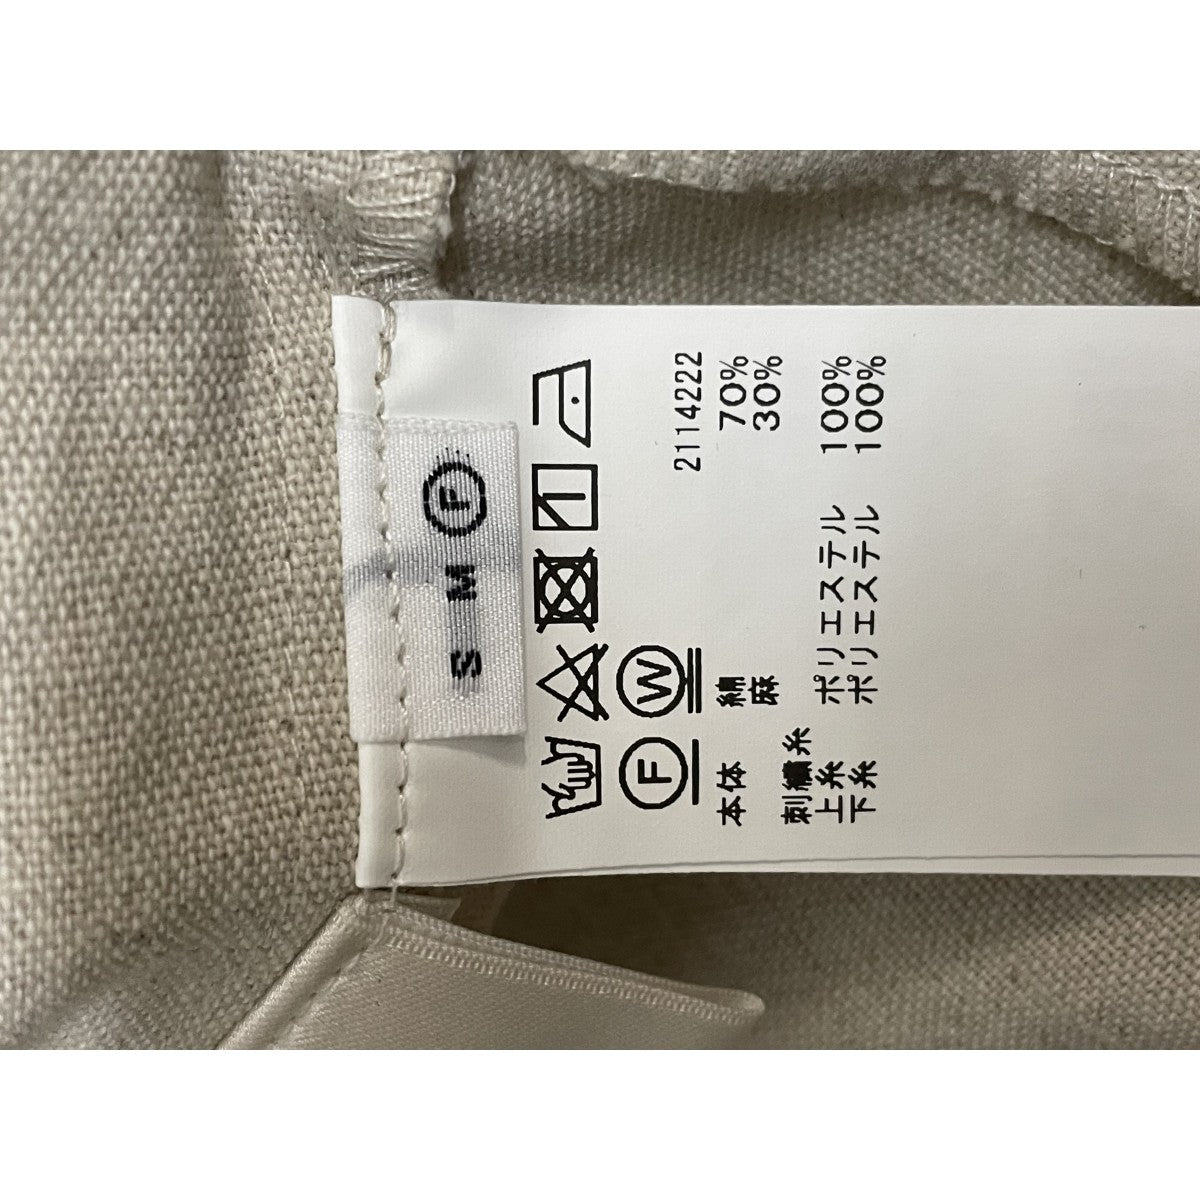 S M F
W
F
2114222
本体 綿 70%
麻 30%
刺繍糸
上糸 ポリエステル 100%
下糸 ポリエステル 100%